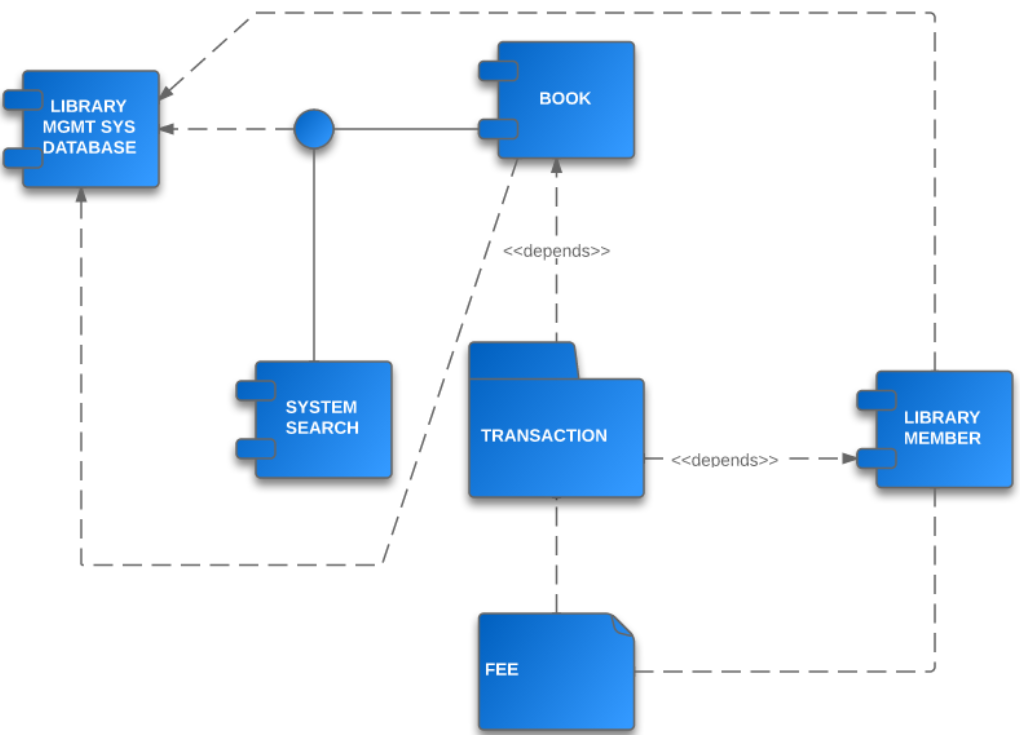 LIBRARY
MGMT SYS
DATABASE
BOOK
<<depends>>
SYSTEM
SEARCH
TRANSACTION
<<depends>>
LIBRARY
MEMBER
FEE